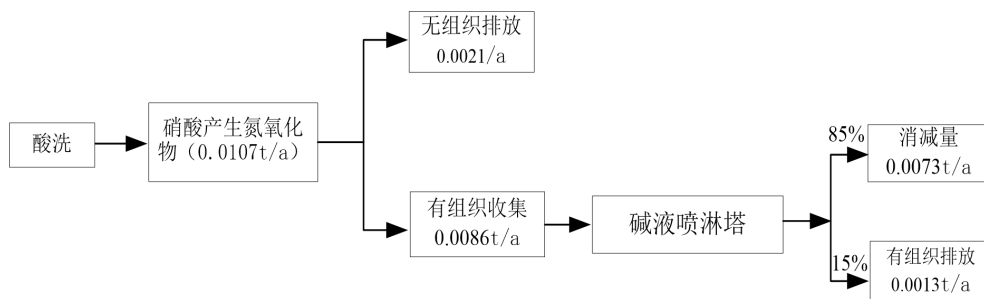 酸洗
硝酸产生氮氧化
物（0.0107t/a）
无组织排放
0.0021/a
有组织收集
0.0086t/a
碱液喷淋塔
85%
消减量
0.0073t/a
15%
有组织排放
0.0013t/a